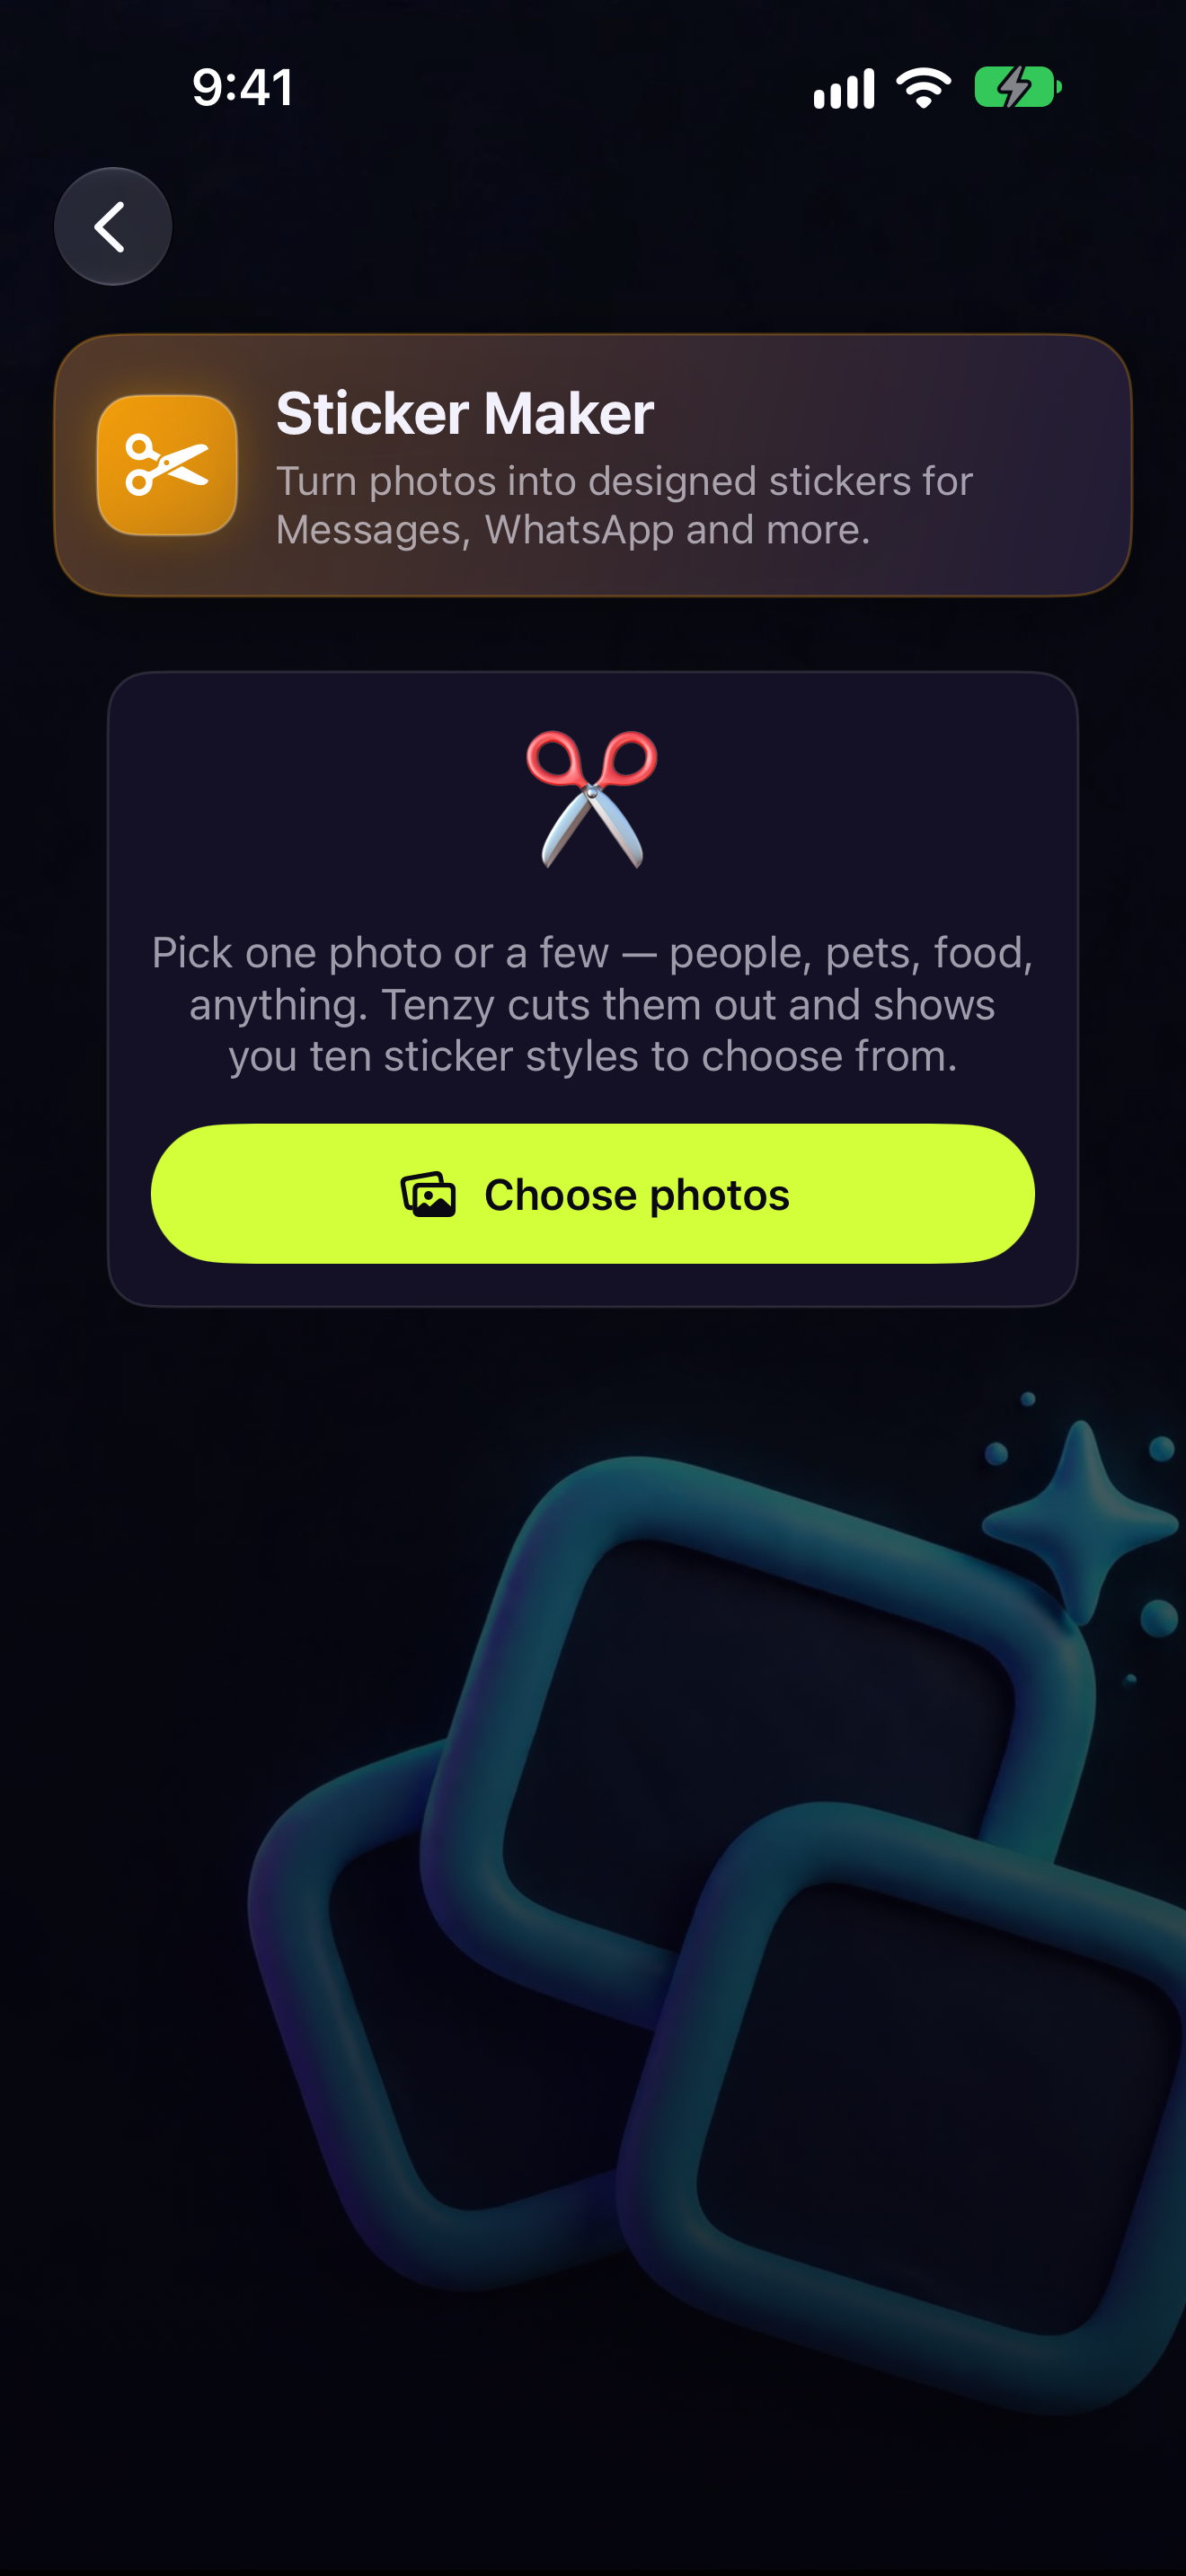 9:41
Sticker Maker
Turn photos into designed stickers for
Messages, WhatsApp and more.
Pick one photo or a few — people, pets, food,
anything. Tenzy cuts them out and shows
you ten sticker styles to choose from.
Choose photos